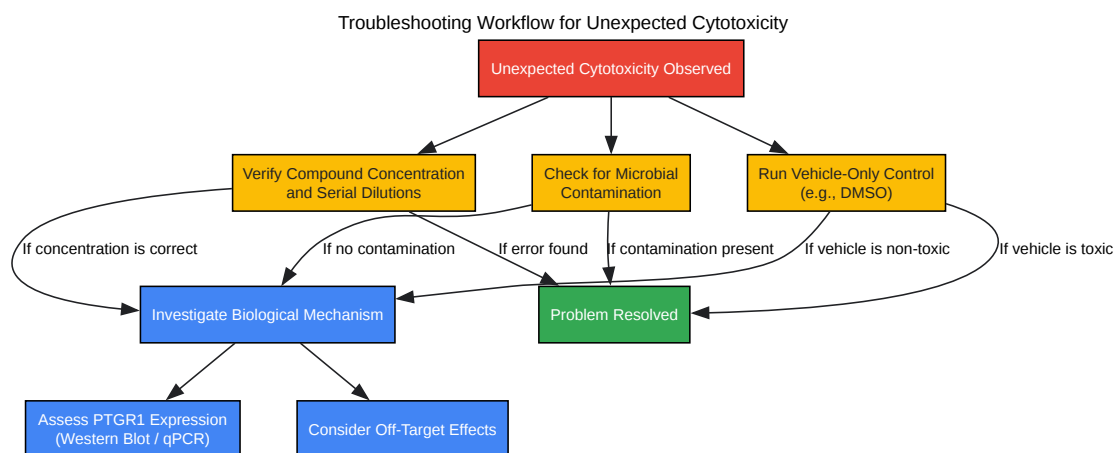 Troubleshooting Workflow for Unexpected Cytotoxicity
Unexpected Cytotoxicity Observed
Verify Compound Concentration
and Serial Dilutions
Check for Microbial
Contamination
Run Vehicle-Only Control
(e.g., DMSO)
If concentration is correct
If no contamination
If error found
If contamination present
If vehicle is non-toxic
If vehicle is toxic
Investigate Biological Mechanism
Problem Resolved
Assess PTGR1 Expression
(Western Blot / qPCR)
Consider Off-Target Effects